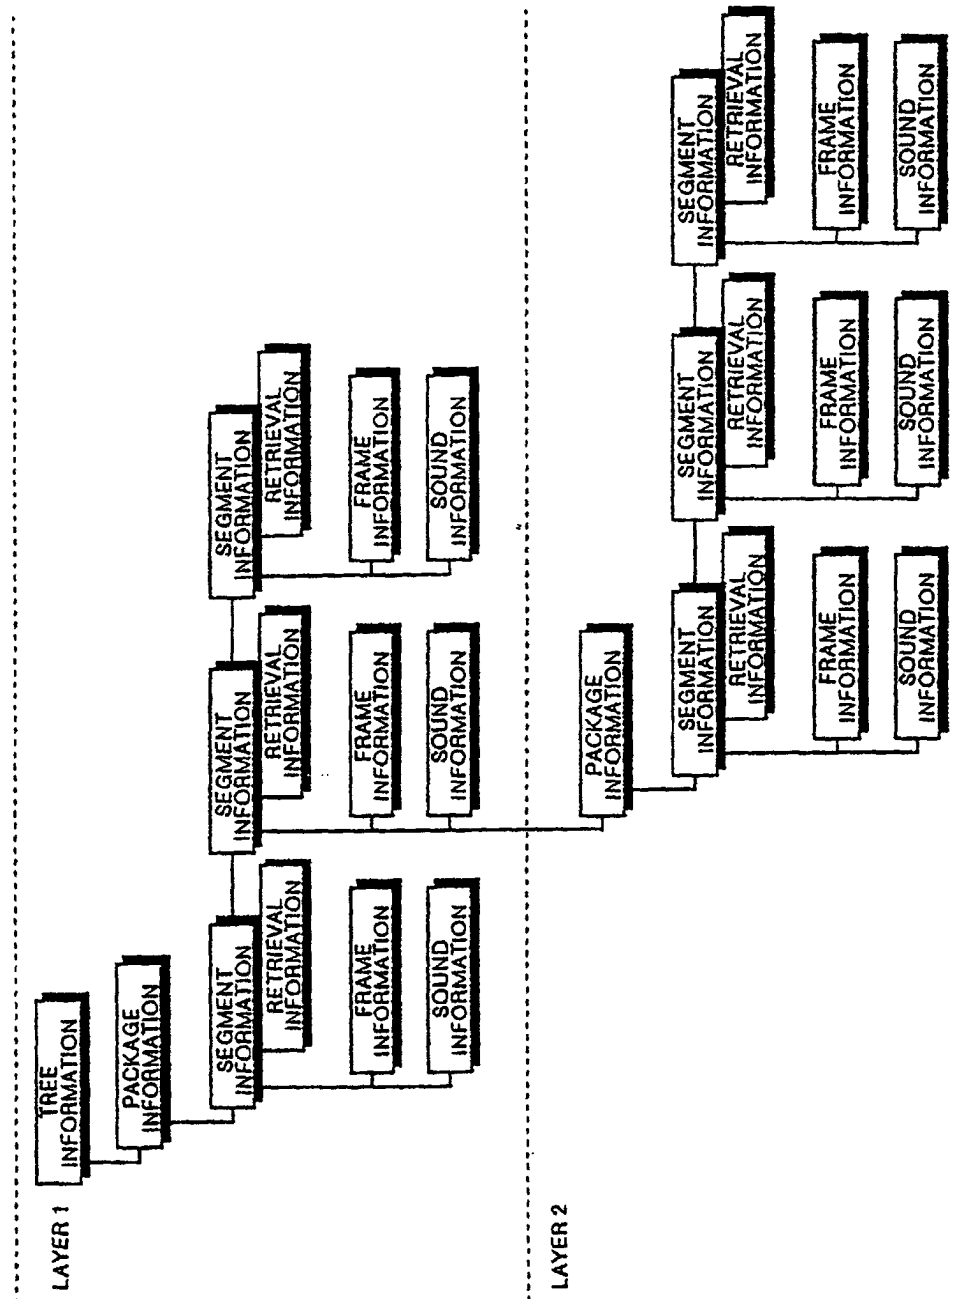 LAYER 1
TREE
INFORMATION
PACKAGE
INFORMATION
SEGMENT
INFORMATION
RETRIEVAL
INFORMATION
FRAME
INFORMATION
SOUND
INFORMATION
SEGMENT
INFORMATION
RETRIEVAL
INFORMATION
FRAME
INFORMATION
SOUND
INFORMATION
SEGMENT
INFORMATION
RETRIEVAL
INFORMATION
FRAME
INFORMATION
SOUND
INFORMATION
LAYER 2
PACKAGE
INFORMATION
SEGMENT
INFORMATION
RETRIEVAL
INFORMATION
FRAME
INFORMATION
SOUND
INFORMATION
SEGMENT
INFORMATION
RETRIEVAL
INFORMATION
FRAME
INFORMATION
SOUND
INFORMATION
SEGMENT
INFORMATION
RETRIEVAL
INFORMATION
FRAME
INFORMATION
SOUND
INFORMATION